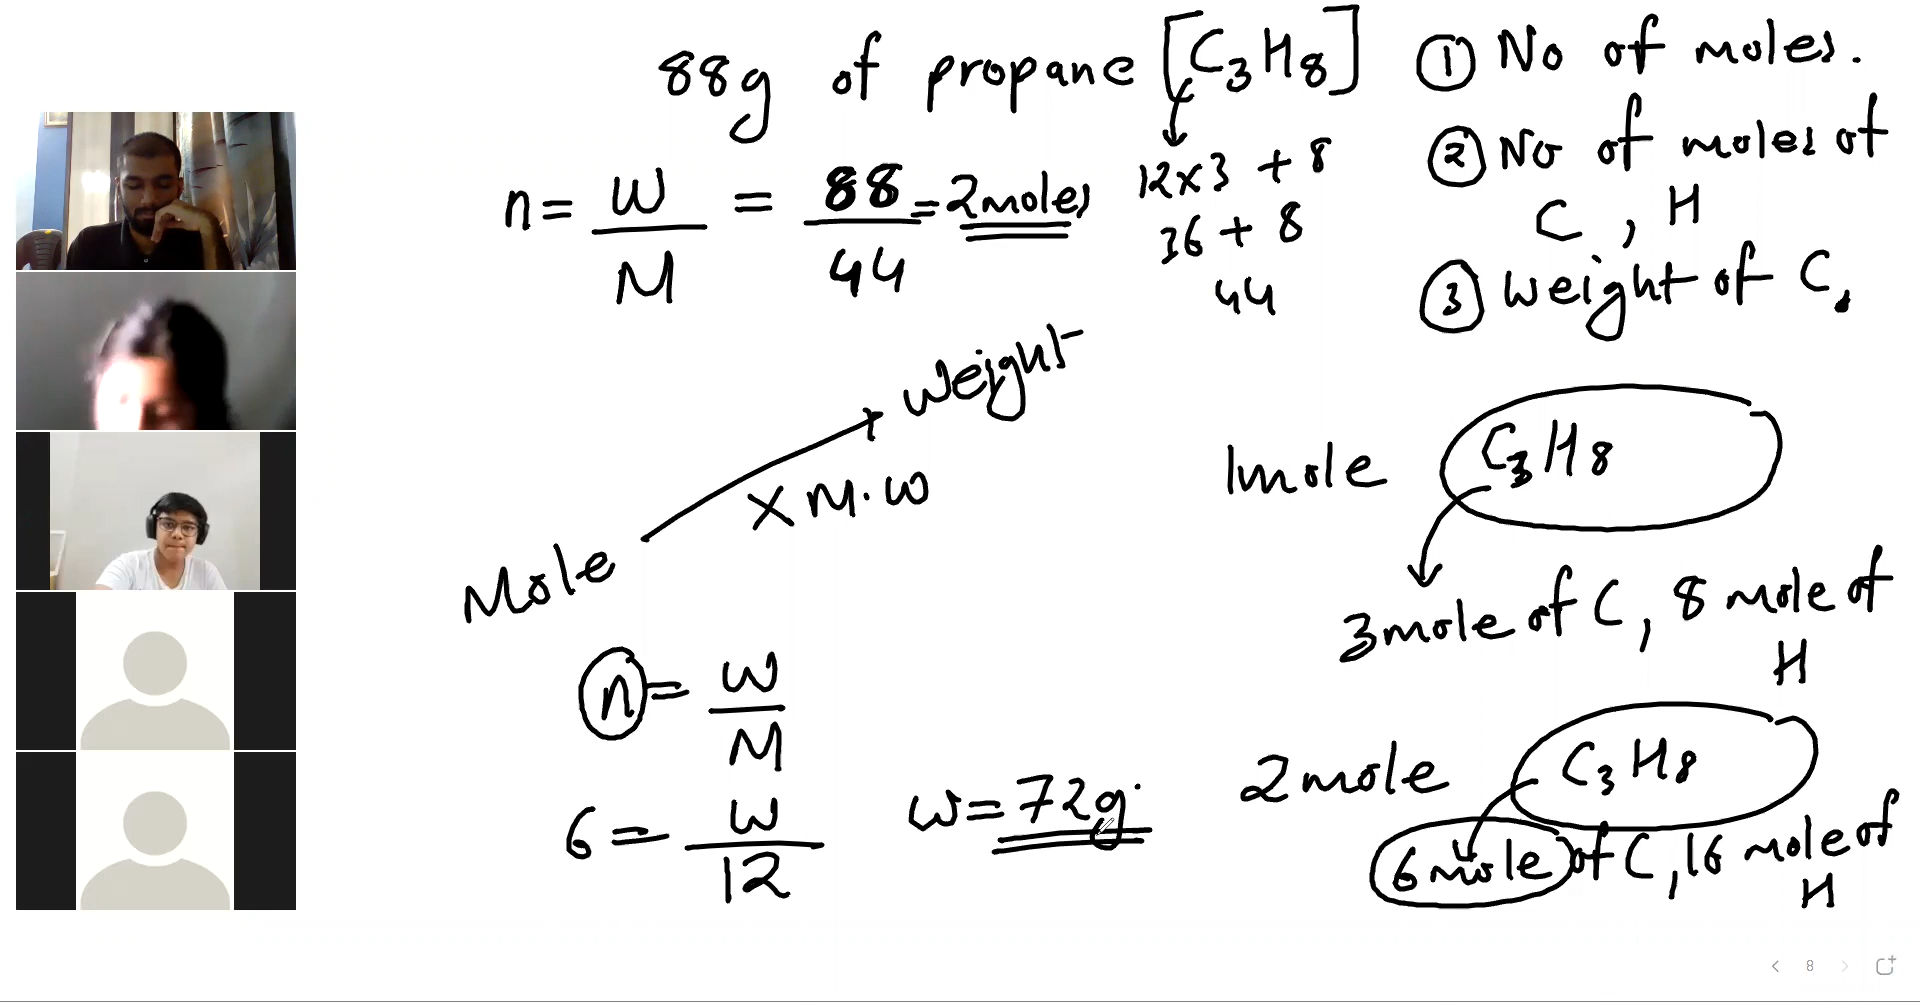 88g of propane [C3H8]
12x3 + 8
36 + 8
44
n = W/M = 88/44 = 2moles
① No of moles.
② No of moles of
C , H
③ Weight of C.
Mole
X M.W
Weight
n = W/M
6 = W/12
W = 72g.
1mole C3H8
3mole of C, 8 mole of
H
2mole C3H8
6mole of C, 16 mole of
H
8